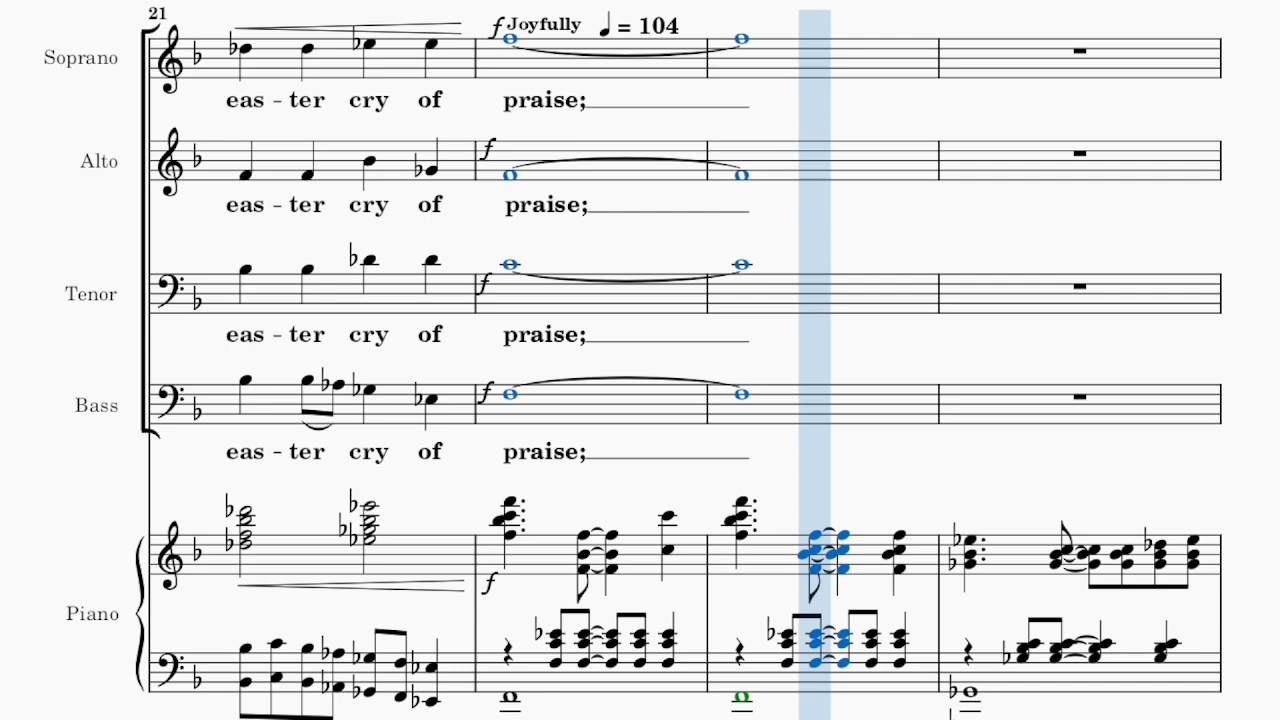 21
f Joyfully ♩ = 104
Soprano
eas - ter cry of praise;
f
Alto
eas - ter cry of praise;
Tenor
f
eas - ter cry of praise;
Bass
f
eas - ter cry of praise;
f
Piano